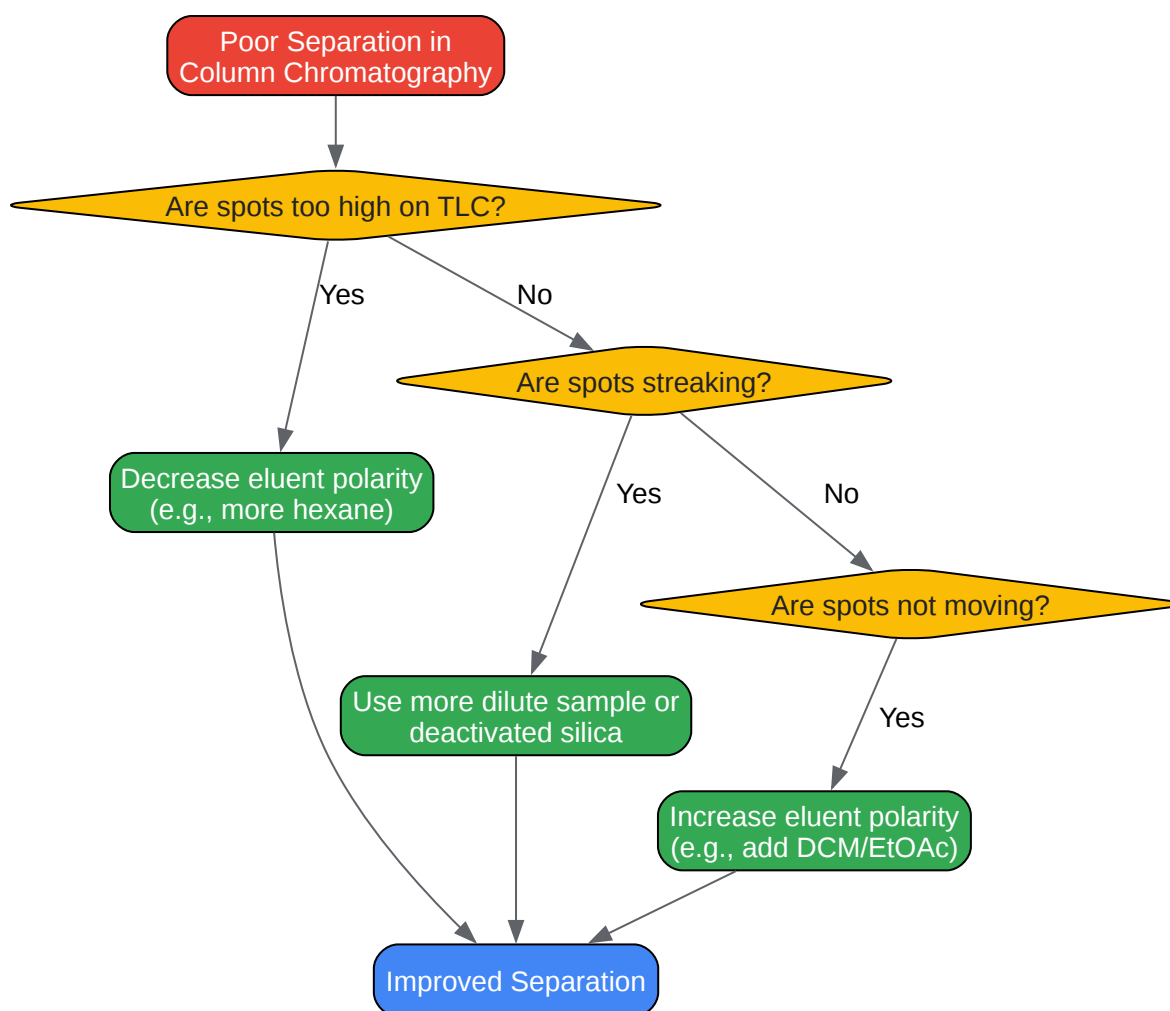 Poor Separation in
Column Chromatography
Are spots too high on TLC?
Yes
No
Are spots streaking?
Decrease eluent polarity
(e.g., more hexane)
Yes
No
Are spots not moving?
Use more dilute sample or
deactivated silica
Yes
Increase eluent polarity
(e.g., add DCM/EtOAc)
Improved Separation